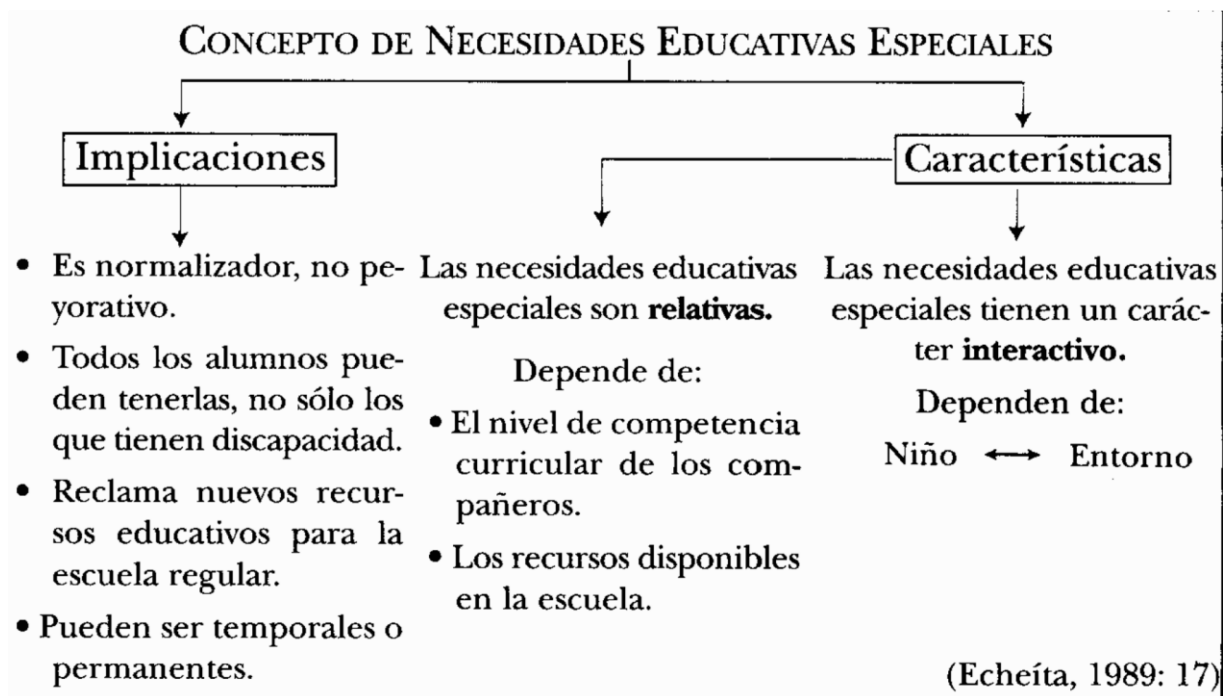 CONCEPTO DE NECESIDADES EDUCATIVAS ESPECIALES
Implicaciones
• Es normalizador, no pe-
yorativo.
• Todos los alumnos pue-
den tenerlas, no sólo los
que tienen discapacidad.
• Reclama nuevos recur-
sos educativos para la
escuela regular.
• Pueden ser temporales o
permanentes.
Características
Las necesidades educativas
especiales son relativas.
Depende de:
• El nivel de competencia
curricular de los com-
pañeros.
• Los recursos disponibles
en la escuela.
Las necesidades educativas
especiales tienen un carác-
ter interactivo.
Dependen de:
Niño ↔ Entorno
(Echeíta, 1989: 17)